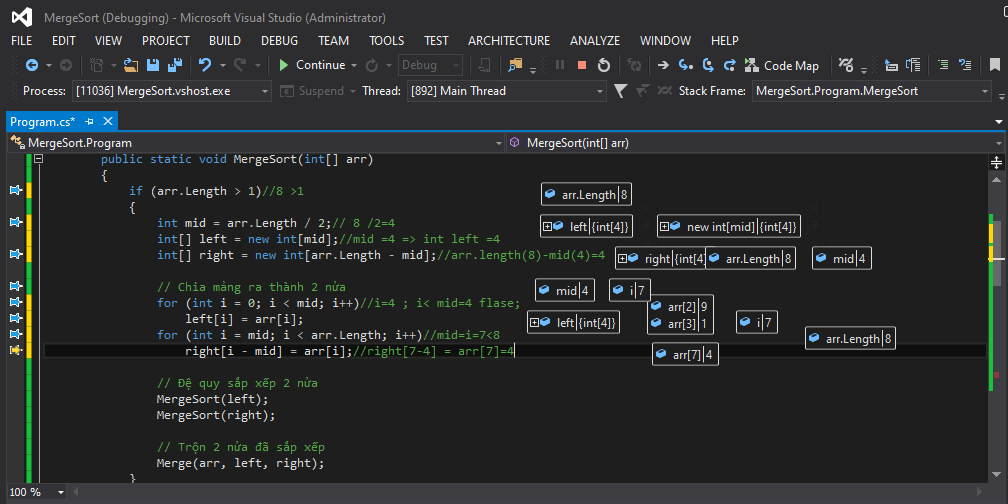 MergeSort (Debugging) - Microsoft Visual Studio (Administrator)
FILE EDIT VIEW PROJECT BUILD DEBUG TEAM TOOLS TEST ARCHITECTURE ANALYZE WINDOW HELP
Continue Debug Code Map
Process: [11036] MergeSort.vshost.exe Suspend Thread: [892] Main Thread Stack Frame: MergeSort.Program.MergeSort
Program.cs*
MergeSort.Program MergeSort(int[] arr)
public static void MergeSort(int[] arr)
{
if (arr.Length > 1)//8 >1 arr.Length 8
{
int mid = arr.Length / 2;// 8 /2=4 left {int[4]} new int[mid] {int[4]}
int[] left = new int[mid];//mid =4 => int left =4
int[] right = new int[arr.Length - mid];//arr.length(8)-mid(4)=4 right {int[4 arr.Length 8 mid 4
// Chia mảng ra thành 2 nửa mid 4 i 7
for (int i = 0; i < mid; i++)//i=4 ; i< mid=4 flase; arr[2] 9
left[i] = arr[i]; left {int[4]} arr[3] 1 i 7
for (int i = mid; i < arr.Length; i++)//mid=i=7<8 arr.Length 8
right[i - mid] = arr[i];//right[7-4] = arr[7]=4 arr[7] 4
// Đệ quy sắp xếp 2 nửa
MergeSort(left);
MergeSort(right);
// Trộn 2 nửa đã sắp xếp
Merge(arr, left, right);
}
100 %